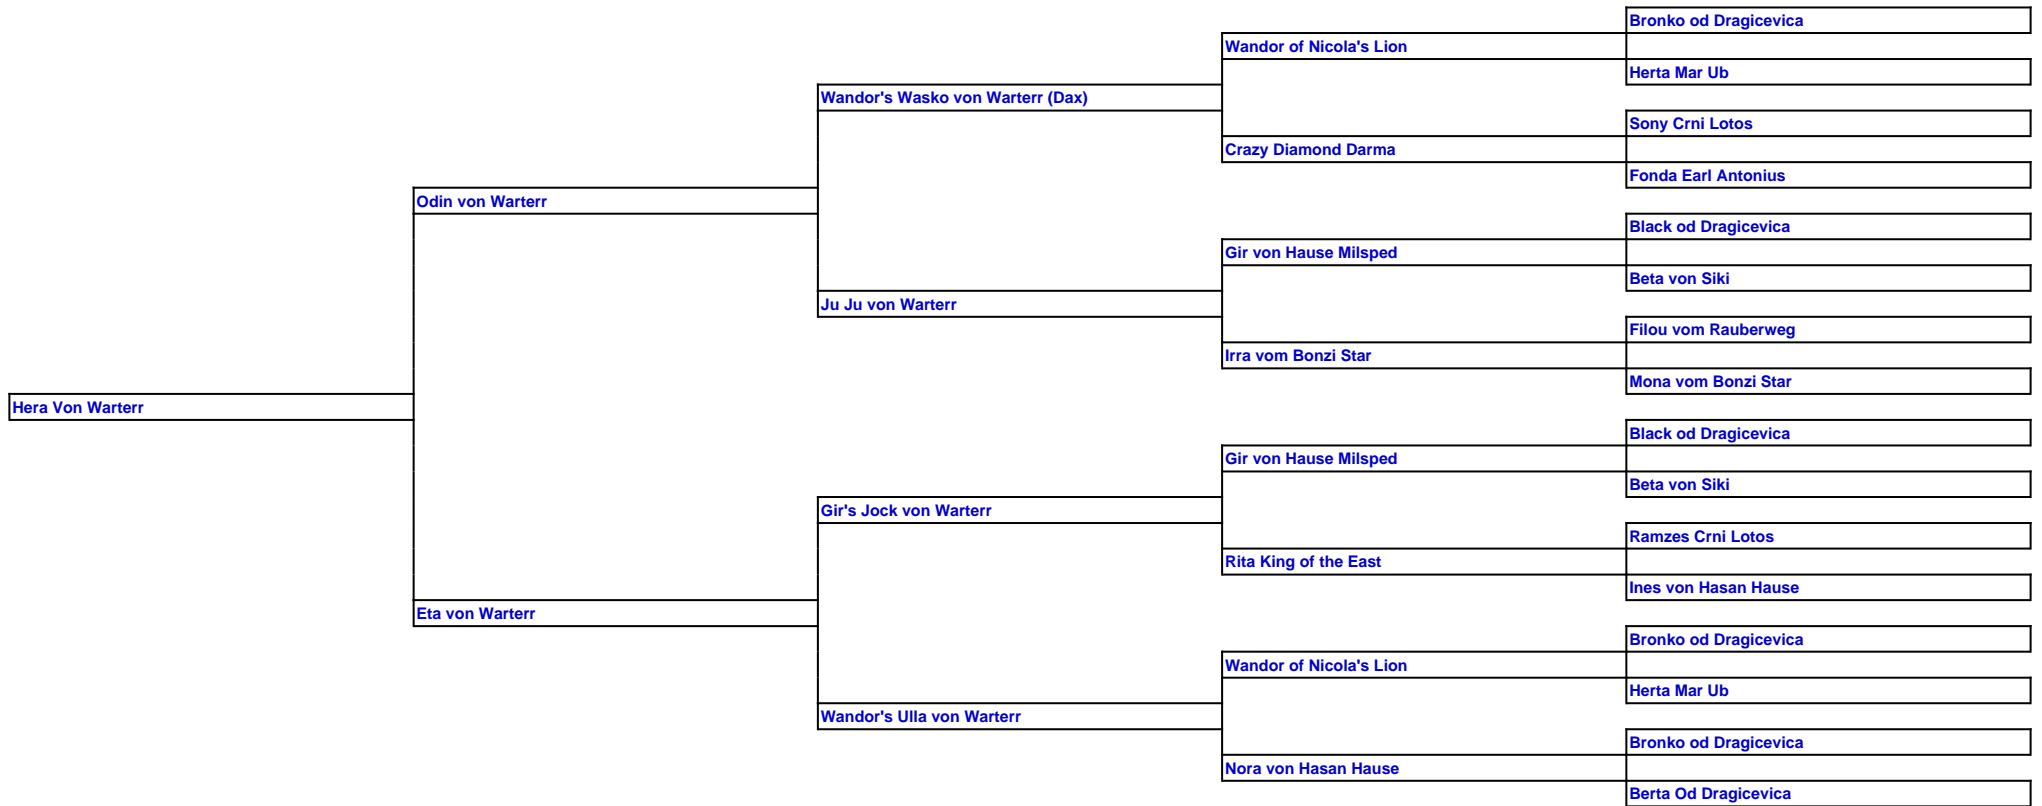 Bronko od Dragicevica
Wandor of Nicola's Lion
Herta Mar Ub
Wandor's Wasko von Warterr (Dax)
Sony Crni Lotos
Crazy Diamond Darma
Fonda Earl Antonius
Odin von Warterr
Black od Dragicevica
Gir von Hause Milsped
Beta von Siki
Ju Ju von Warterr
Filou vom Rauberweg
Irra vom Bonzi Star
Mona vom Bonzi Star
Hera Von Warterr
Black od Dragicevica
Gir von Hause Milsped
Beta von Siki
Gir's Jock von Warterr
Ramzes Crni Lotos
Rita King of the East
Ines von Hasan Hause
Eta von Warterr
Bronko od Dragicevica
Wandor of Nicola's Lion
Herta Mar Ub
Wandor's Ulla von Warterr
Bronko od Dragicevica
Nora von Hasan Hause
Berta Od Dragicevica